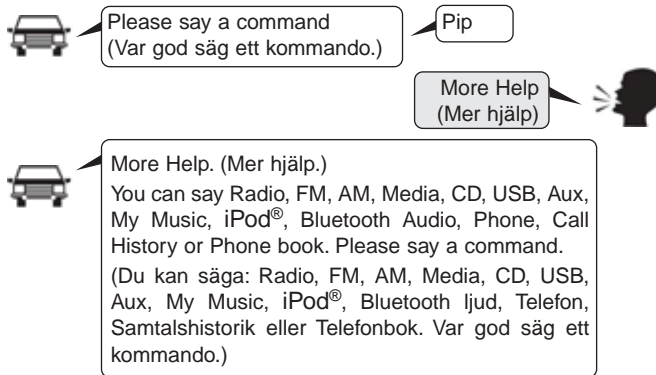 Please say a command
(Var god säg ett kommando.)
Pip
More Help
(Mer hjälp)
More Help. (Mer hjälp.)
You can say Radio, FM, AM, Media, CD, USB, Aux,
My Music, iPod®, Bluetooth Audio, Phone, Call
History or Phone book. Please say a command.
(Du kan säga: Radio, FM, AM, Media, CD, USB,
Aux, My Music, iPod®, Bluetooth ljud, Telefon,
Samtalshistorik eller Telefonbok. Var god säg ett
kommando.)